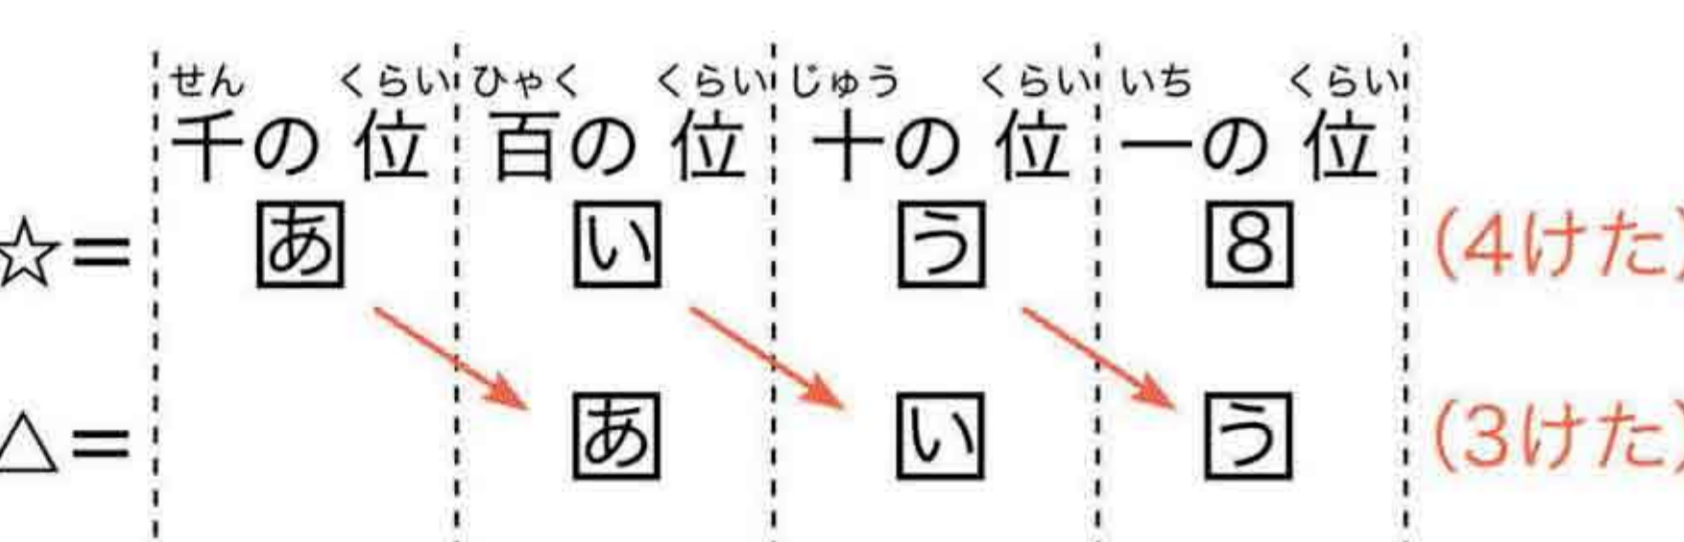 せん くらい ひゃく くらい じゅう くらい いち くらい
千の位 百の位 十の位 一の位
☆= あ い う 8 (4けた)
△= あ い う (3けた)